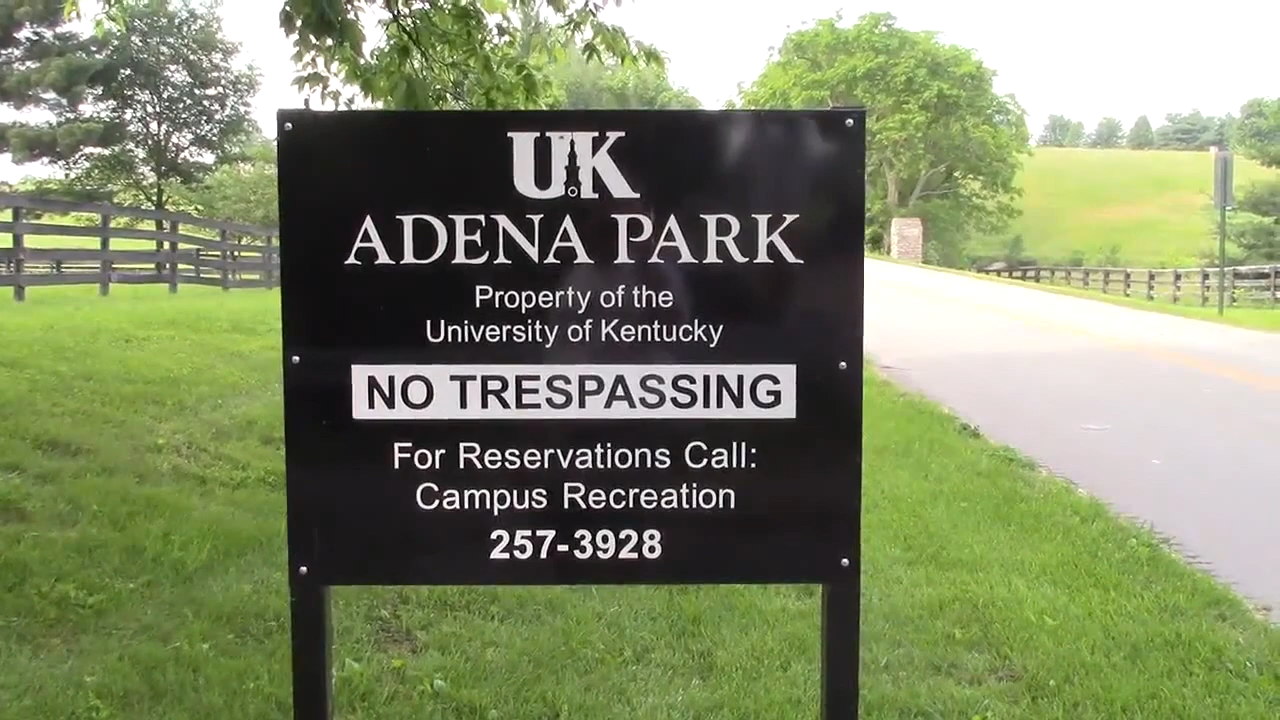 UK
ADENA PARK
Property of the
University of Kentucky
NO TRESPASSING
For Reservations Call:
Campus Recreation
257-3928